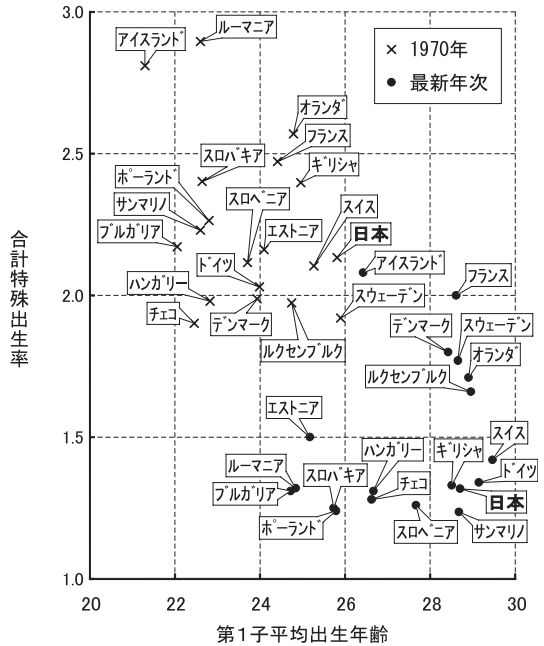 3.0
2.5
2.0
1.5
1.0
合計特殊出生率
× 1970年
● 最新年次
ルーマニア
アイスランド
オランダ
フランス
スロバキア
ギリシャ
ポーランド
サンマリノ
スロベニア
スイス
ブルガリア
エストニア
日本
ドイツ
アイスランド
フランス
ハンガリー
チェコ
デンマーク
スウェーデン
ルクセンブルク
デンマーク
スウェーデン
オランダ
ルクセンブルク
エストニア
スイス
ハンガリー
ギリシャ
ルーマニア
スロバキア
チェコ
ドイツ
ブルガリア
日本
ポーランド
スロベニア
サンマリノ
20 22 24 26 28 30
第1子平均出生年齢